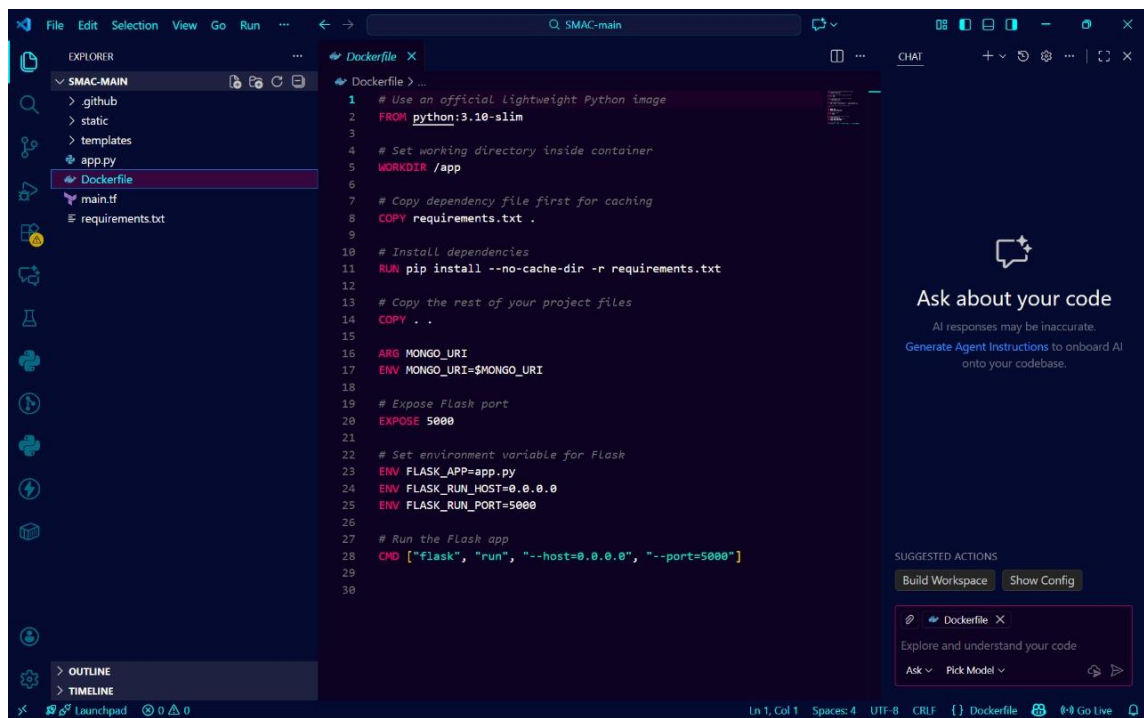 File Edit Selection View Go Run ...
SMAC-main
EXPLORER ...
SMAC-MAIN
.github
static
templates
app.py
Dockerfile
main.tf
requirements.txt
OUTLINE
TIMELINE
Dockerfile
Dockerfile > ...
1 # Use an official lightweight Python image
2 FROM python:3.10-slim
3
4 # Set working directory inside container
5 WORKDIR /app
6
7 # Copy dependency file first for caching
8 COPY requirements.txt .
9
10 # Install dependencies
11 RUN pip install --no-cache-dir -r requirements.txt
12
13 # Copy the rest of your project files
14 COPY . .
15
16 ARG MONGO_URI
17 ENV MONGO_URI=$MONGO_URI
18
19 # Expose Flask port
20 EXPOSE 5000
21
22 # Set environment variable for Flask
23 ENV FLASK_APP=app.py
24 ENV FLASK_RUN_HOST=0.0.0.0
25 ENV FLASK_RUN_PORT=5000
26
27 # Run the Flask app
28 CMD ["flask", "run", "--host=0.0.0.0", "--port=5000"]
29
30
CHAT
Ask about your code
AI responses may be inaccurate.
Generate Agent Instructions to onboard AI
onto your codebase.
SUGGESTED ACTIONS
Build Workspace Show Config
Dockerfile
Explore and understand your code
Ask Pick Model
Launchpad 0 0 Ln 1, Col 1 Spaces: 4 UTF-8 CRLF {} Dockerfile Go Live